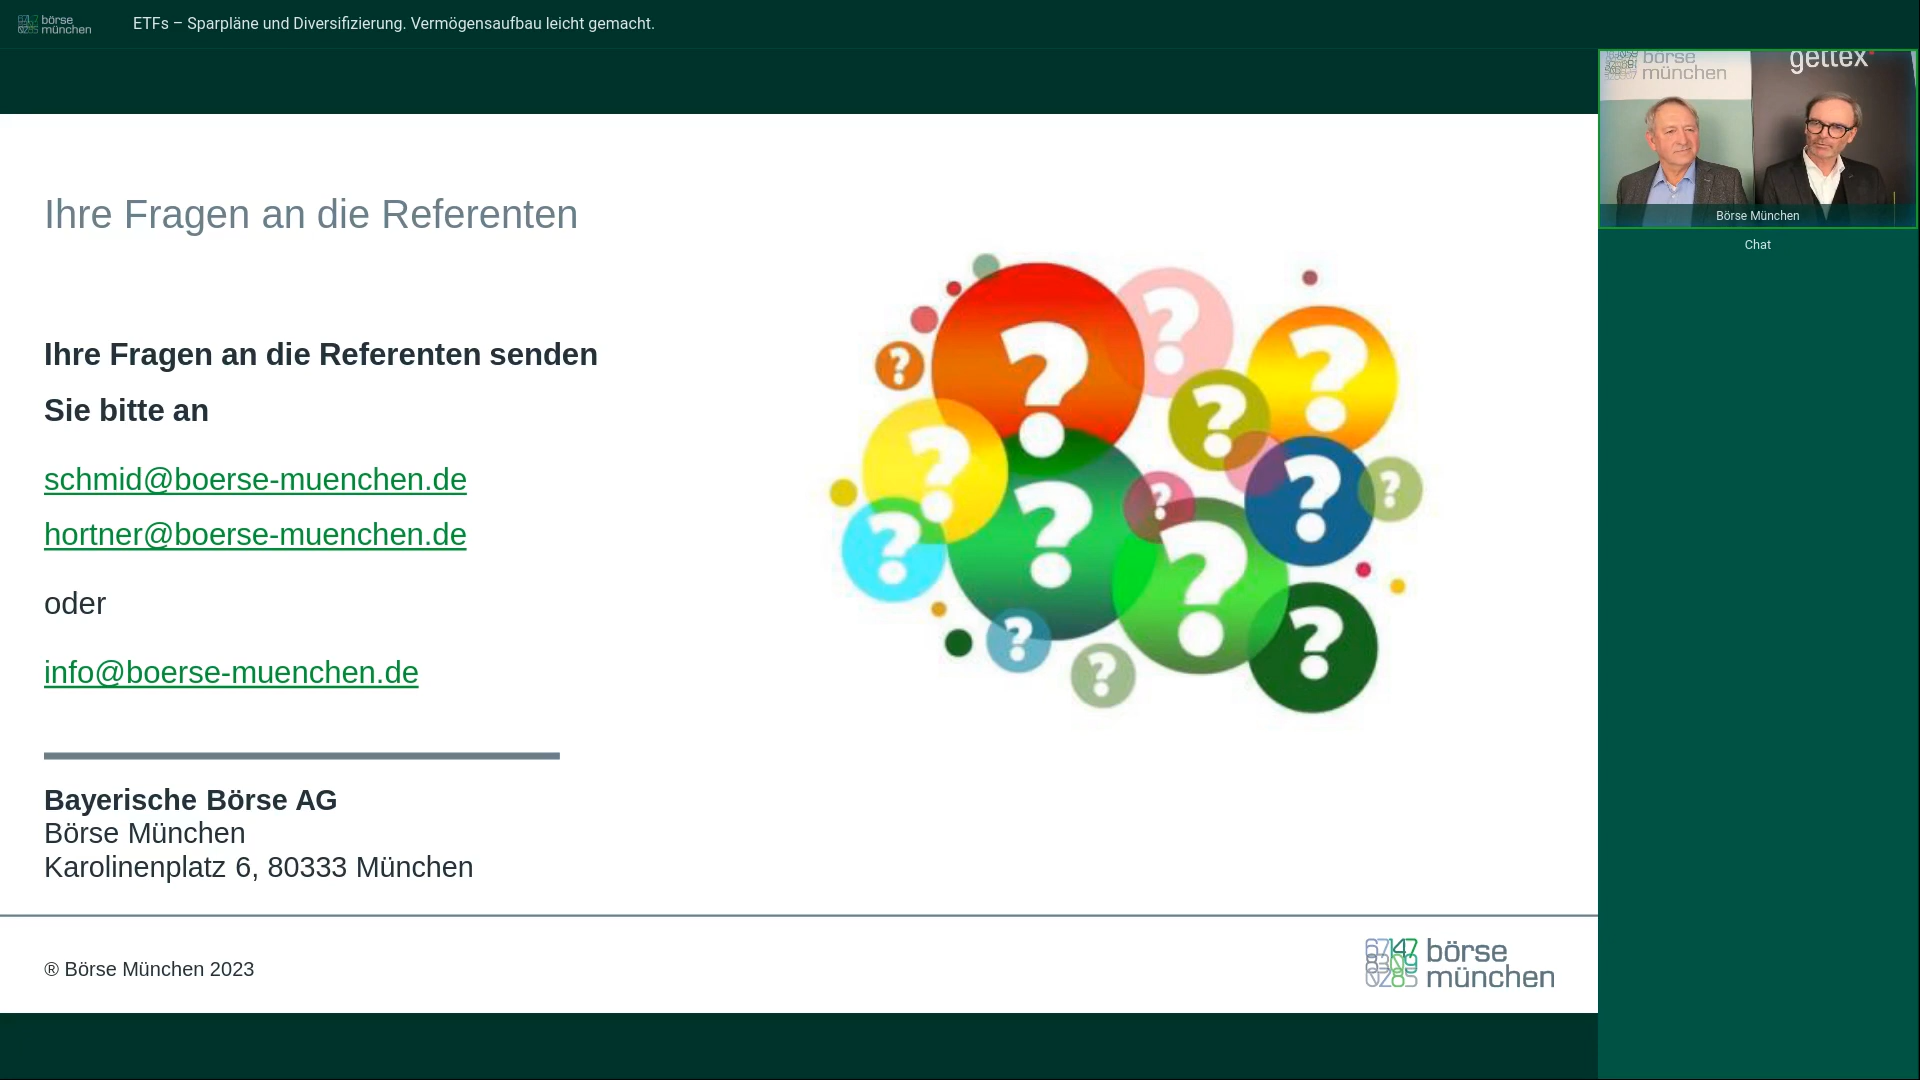 börse
münchen
ETFs – Sparpläne und Diversifizierung. Vermögensaufbau leicht gemacht.
börse
münchen
gettex
Börse München
Chat
Ihre Fragen an die Referenten
Ihre Fragen an die Referenten senden
Sie bitte an
schmid@boerse-muenchen.de
hortner@boerse-muenchen.de
oder
info@boerse-muenchen.de
? ? ? ? ? ? ? ? ? ? ? ? ? ?
Bayerische Börse AG
Börse München
Karolinenplatz 6, 80333 München
® Börse München 2023
börse
münchen